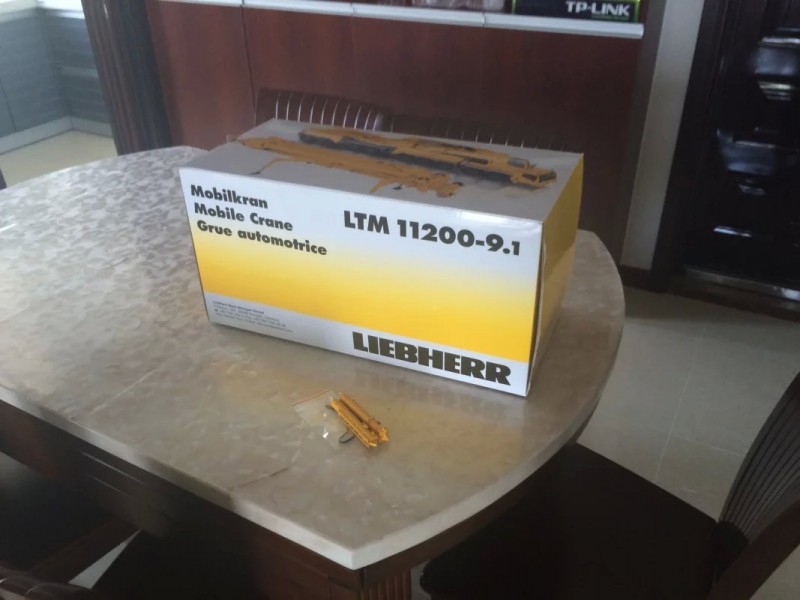 TP-LINK
Mobilkran
Mobile Crane
Grue automotrice
LTM 11200-9.1
LIEBHERR